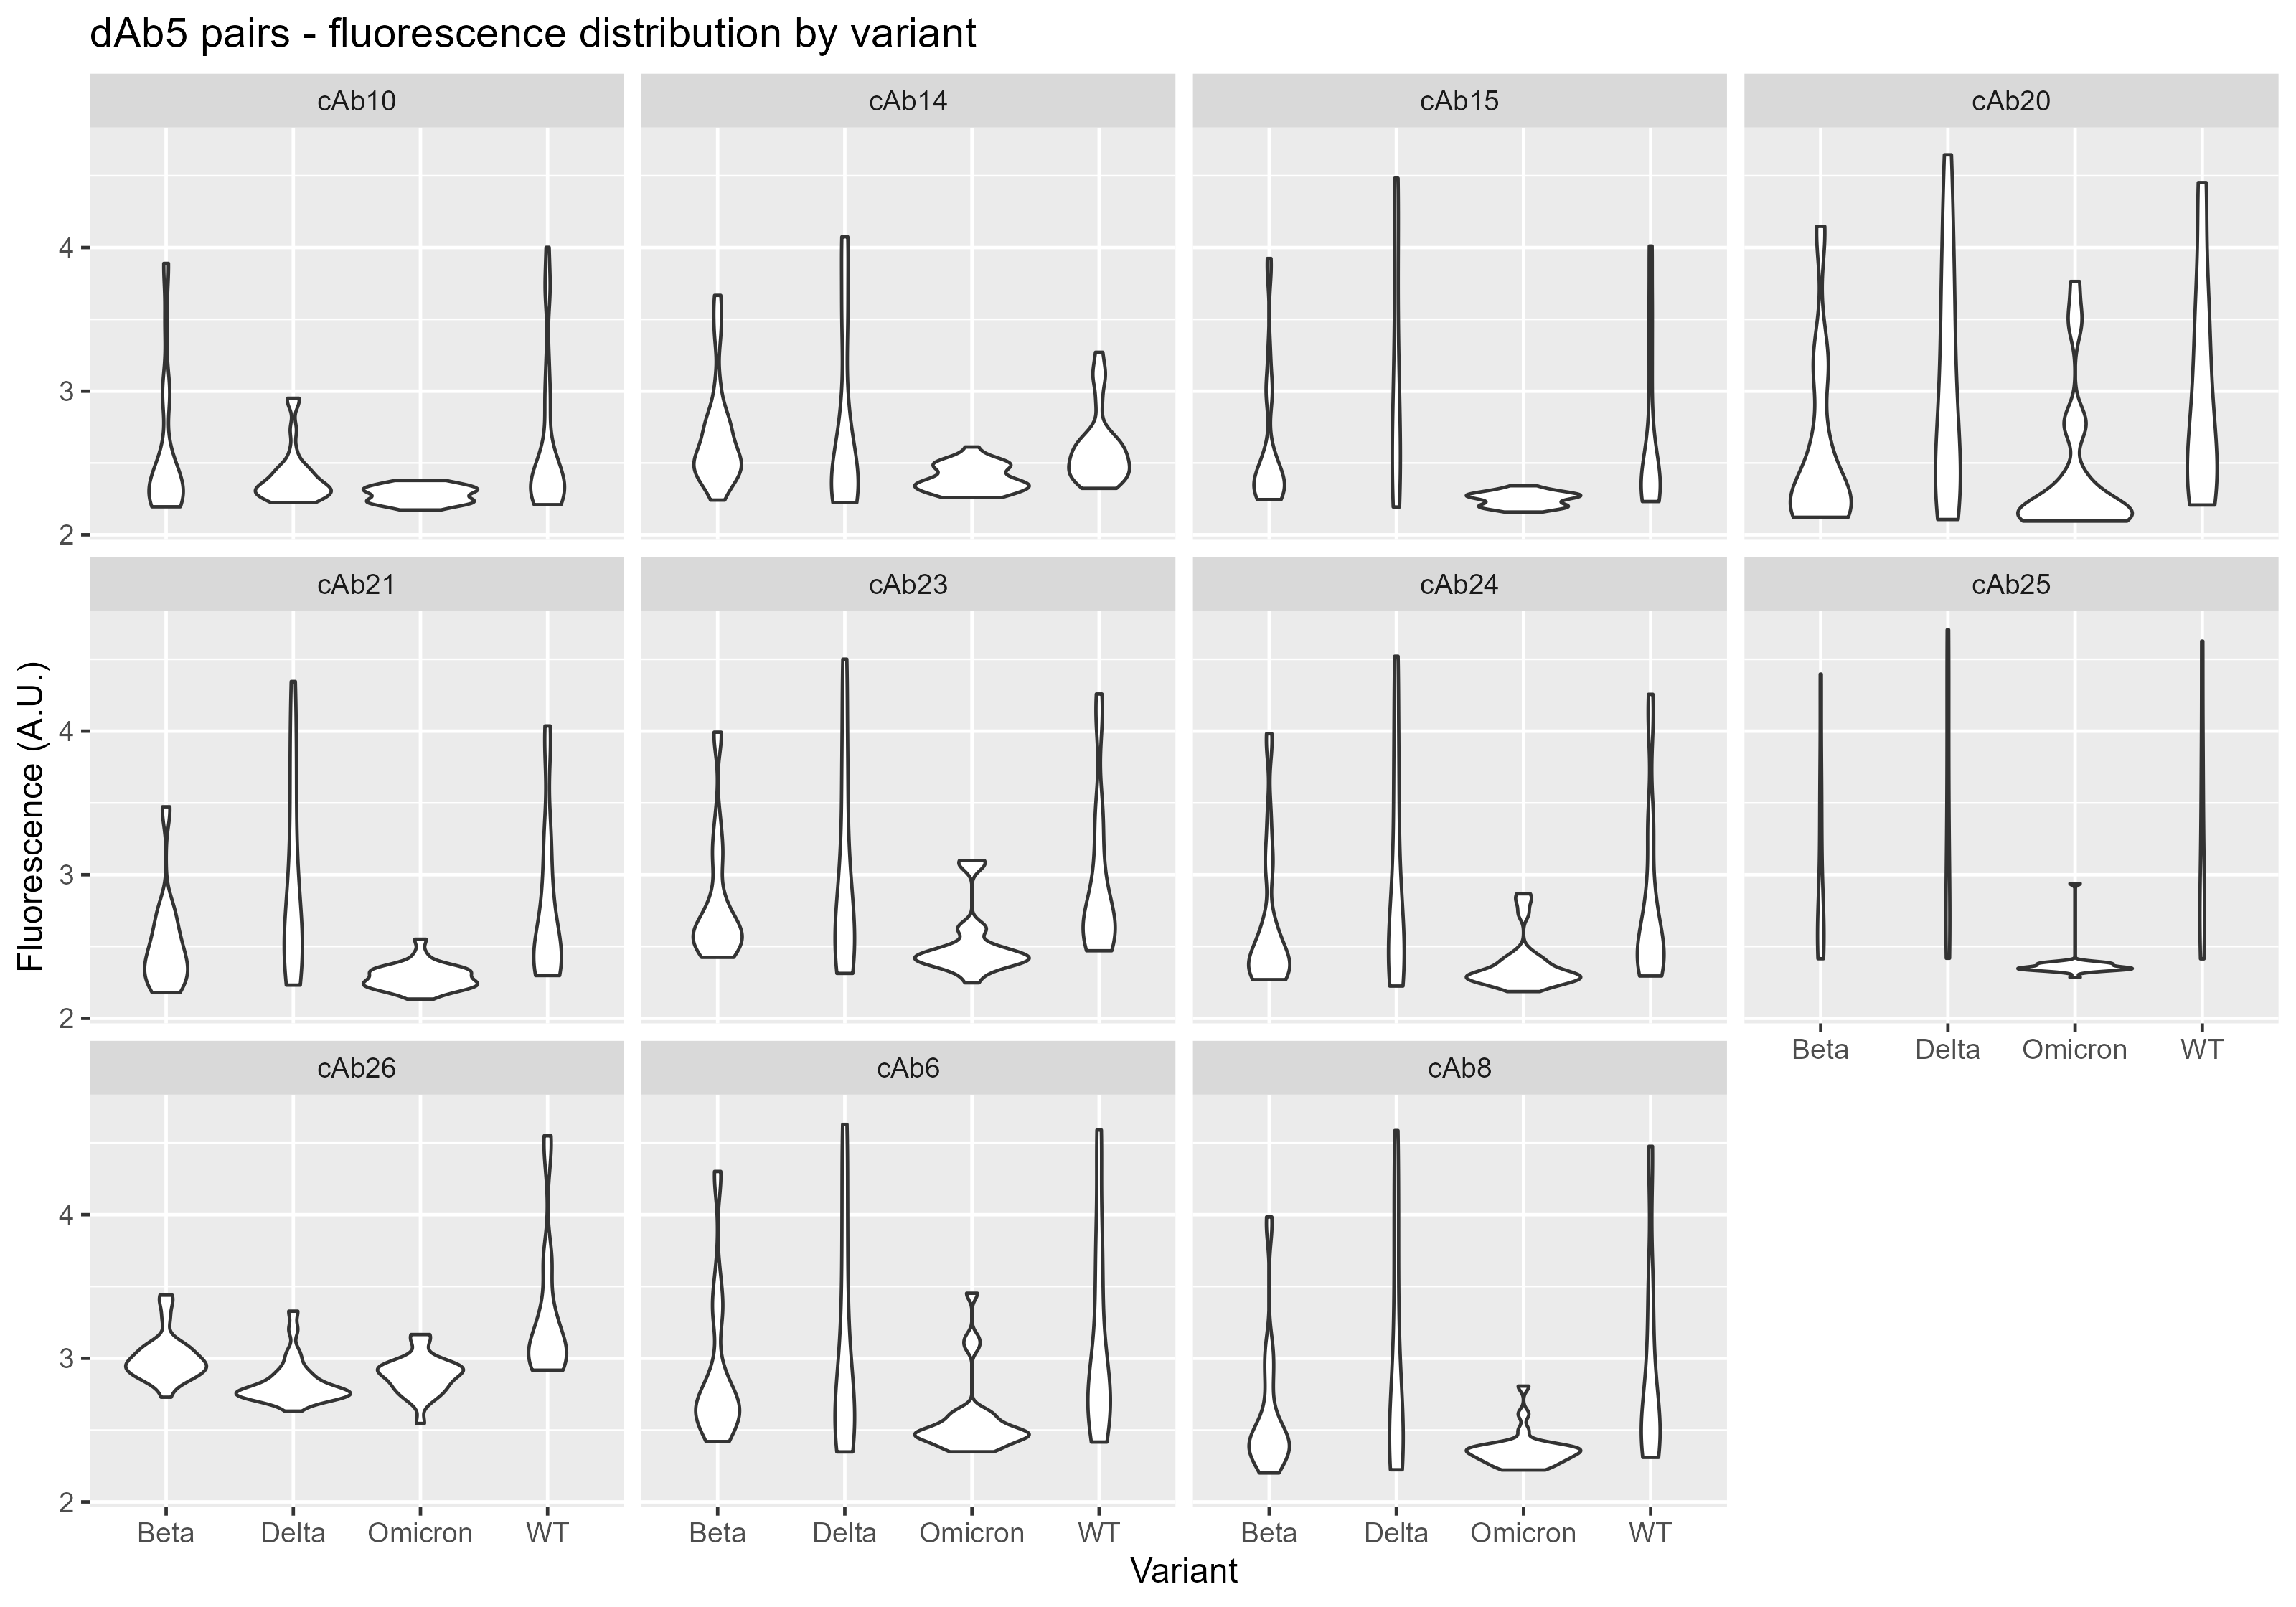 dAb5 pairs - fluorescence distribution by variant
cAb10 cAb14 cAb15 cAb20
4
3
2
cAb21 cAb23 cAb24 cAb25
Fluorescence (A.U.)
4
3
2
Beta Delta Omicron WT
cAb26 cAb6 cAb8
4
3
2
Beta Delta Omicron WT Beta Delta Omicron WT Beta Delta Omicron WT
Variant